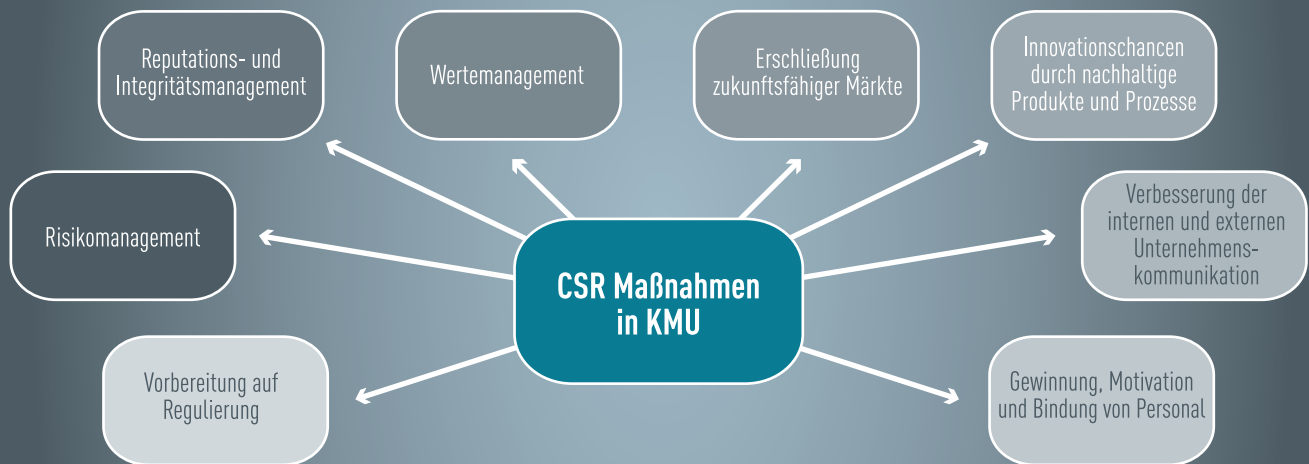 Reputations- und
Integritätsmanagement
Wertemanagement
Erschließung
zukunftsfähiger Märkte
Innovationschancen
durch nachhaltige
Produkte und Prozesse
Risikomanagement
Verbesserung der
internen und externen
Unternehmens-
kommunikation
CSR Maßnahmen
in KMU
Vorbereitung auf
Regulierung
Gewinnung, Motivation
und Bindung von Personal